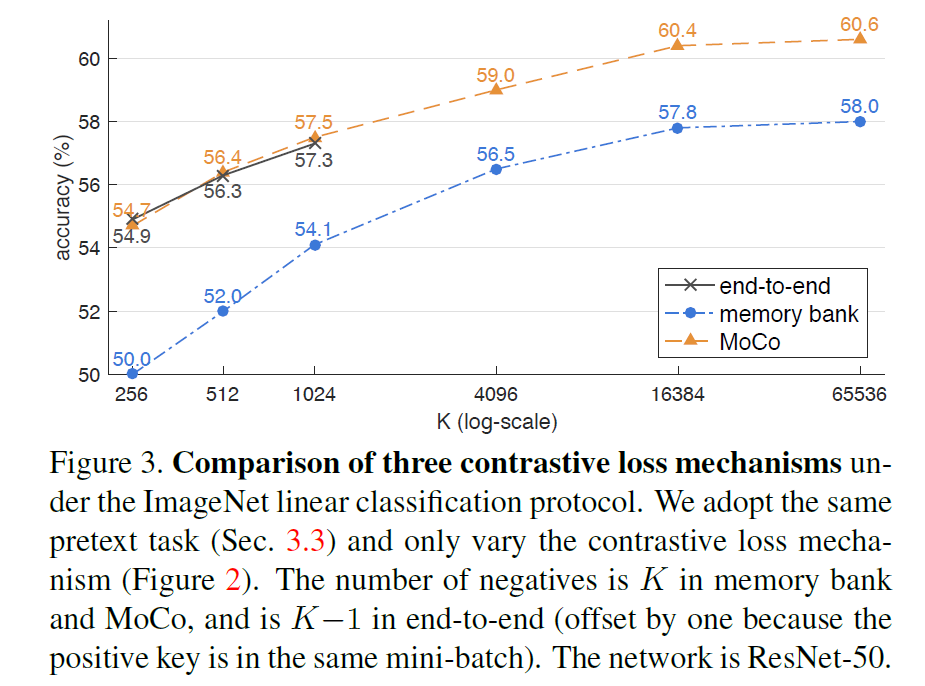 60
58
56
54
52
50
accuracy (%)
54.7
54.9
56.4
56.3
57.5
57.3
59.0
60.4
60.6
50.0
52.0
54.1
56.5
57.8
58.0
end-to-end
memory bank
MoCo
256 512 1024 4096 16384 65536
K (log-scale)
Figure 3. Comparison of three contrastive loss mechanisms un-
der the ImageNet linear classification protocol. We adopt the same
pretext task (Sec. 3.3) and only vary the contrastive loss mecha-
nism (Figure 2). The number of negatives is K in memory bank
and MoCo, and is K−1 in end-to-end (offset by one because the
positive key is in the same mini-batch). The network is ResNet-50.